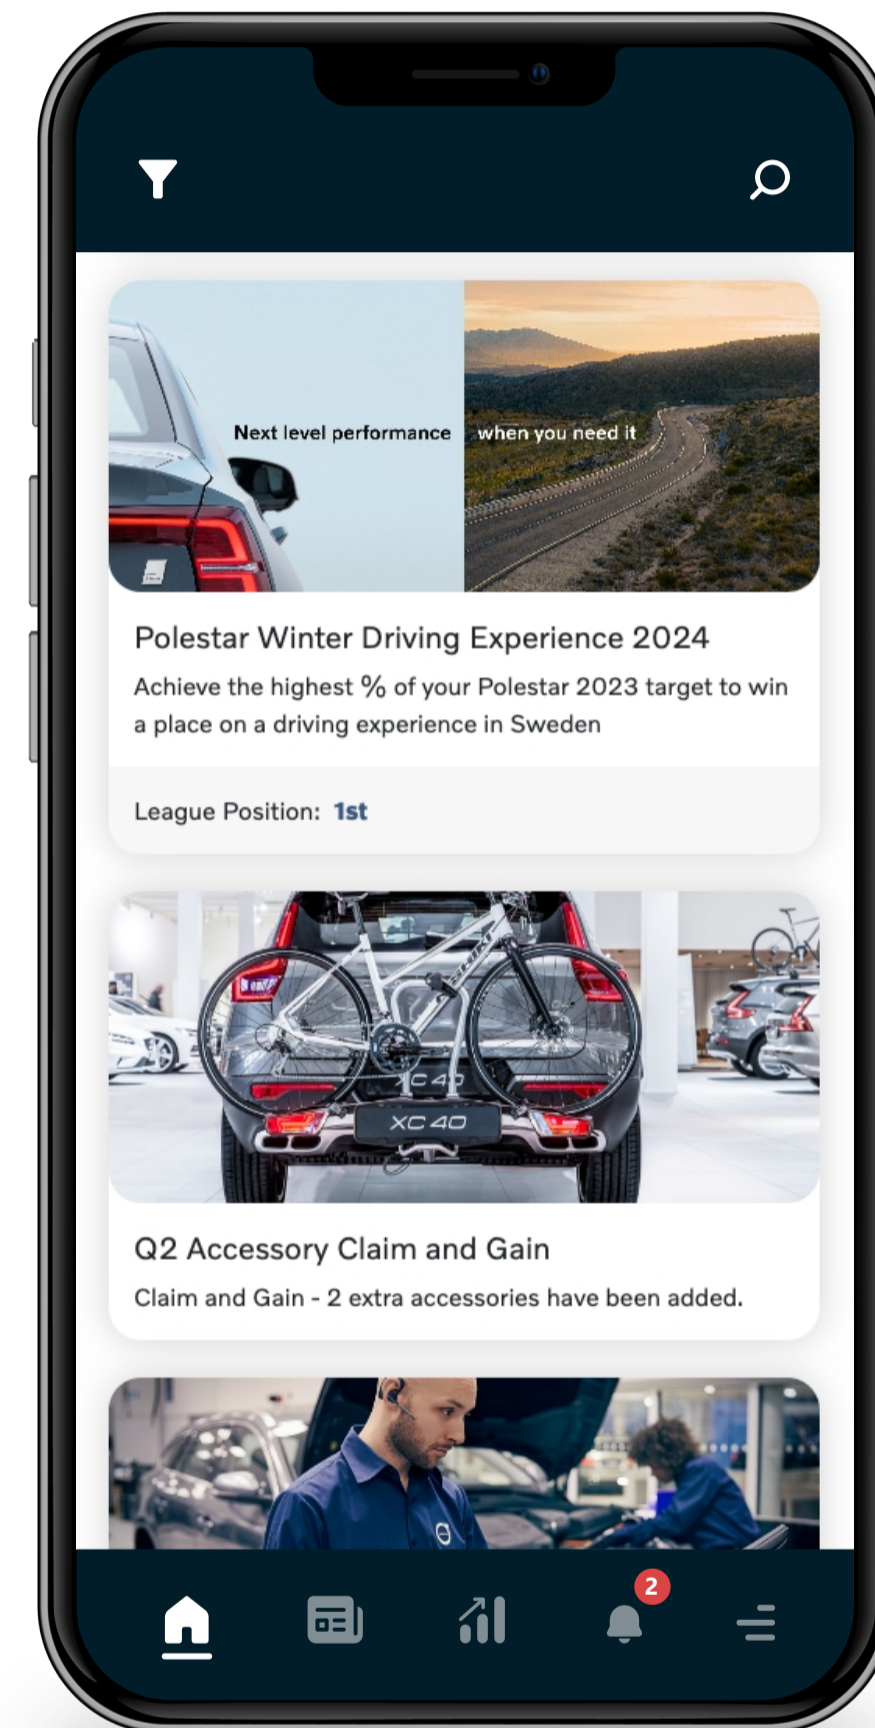 Next level performance when you need it
Polestar Winter Driving Experience 2024
Achieve the highest % of your Polestar 2023 target to win
a place on a driving experience in Sweden
League Position: 1st
XC 40
XC 40
Q2 Accessory Claim and Gain
Claim and Gain - 2 extra accessories have been added.
2